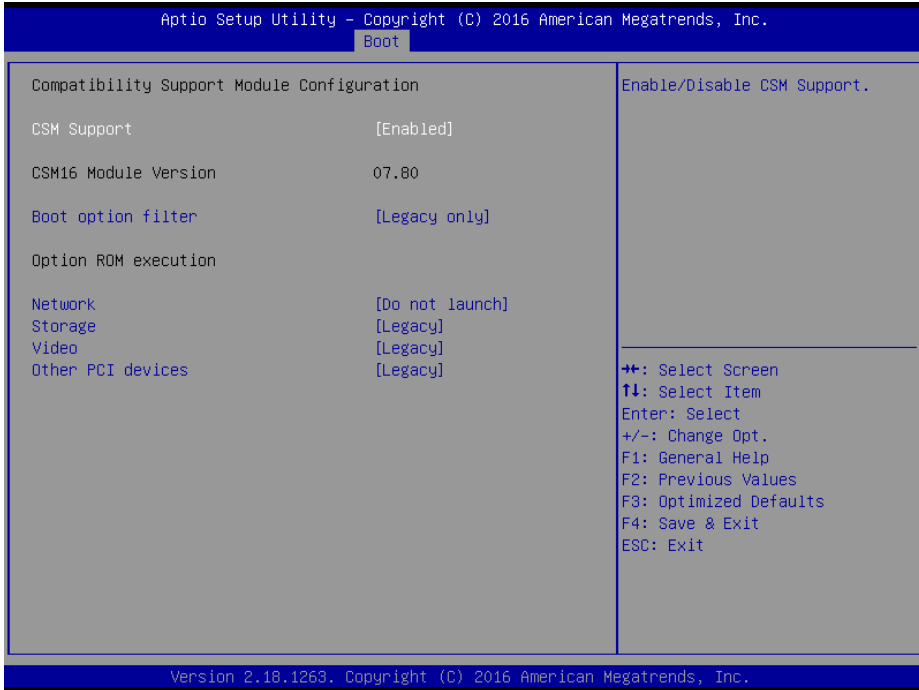 Aptio Setup Utility – Copyright (C) 2016 American Megatrends, Inc.
Boot
Compatibility Support Module Configuration
CSM Support [Enabled]
CSM16 Module Version 07.80
Boot option filter [Legacy only]
Option ROM execution
Network [Do not launch]
Storage [Legacy]
Video [Legacy]
Other PCI devices [Legacy]
Enable/Disable CSM Support.
→←: Select Screen
↑↓: Select Item
Enter: Select
+/-: Change Opt.
F1: General Help
F2: Previous Values
F3: Optimized Defaults
F4: Save & Exit
ESC: Exit
Version 2.18.1263. Copyright (C) 2016 American Megatrends, Inc.